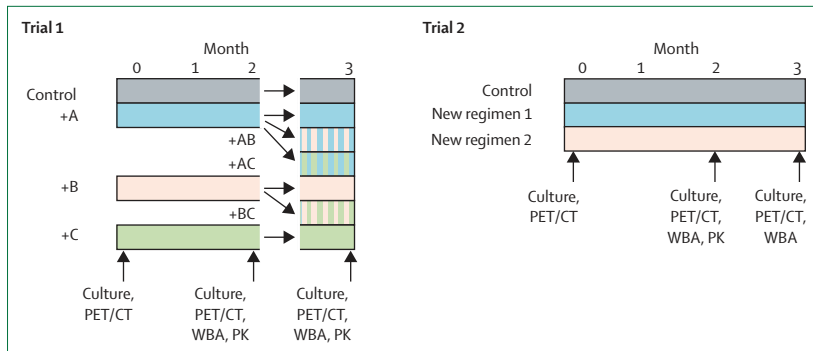 Trial 1
Month
0 1 2 3
Control
+A
+AB
+AC
+B
+BC
+C
Culture,
PET/CT
Culture,
PET/CT,
WBA, PK
Culture,
PET/CT,
WBA, PK
Trial 2
Month
0 1 2 3
Control
New regimen 1
New regimen 2
Culture,
PET/CT
Culture,
PET/CT,
WBA, PK
Culture,
PET/CT,
WBA